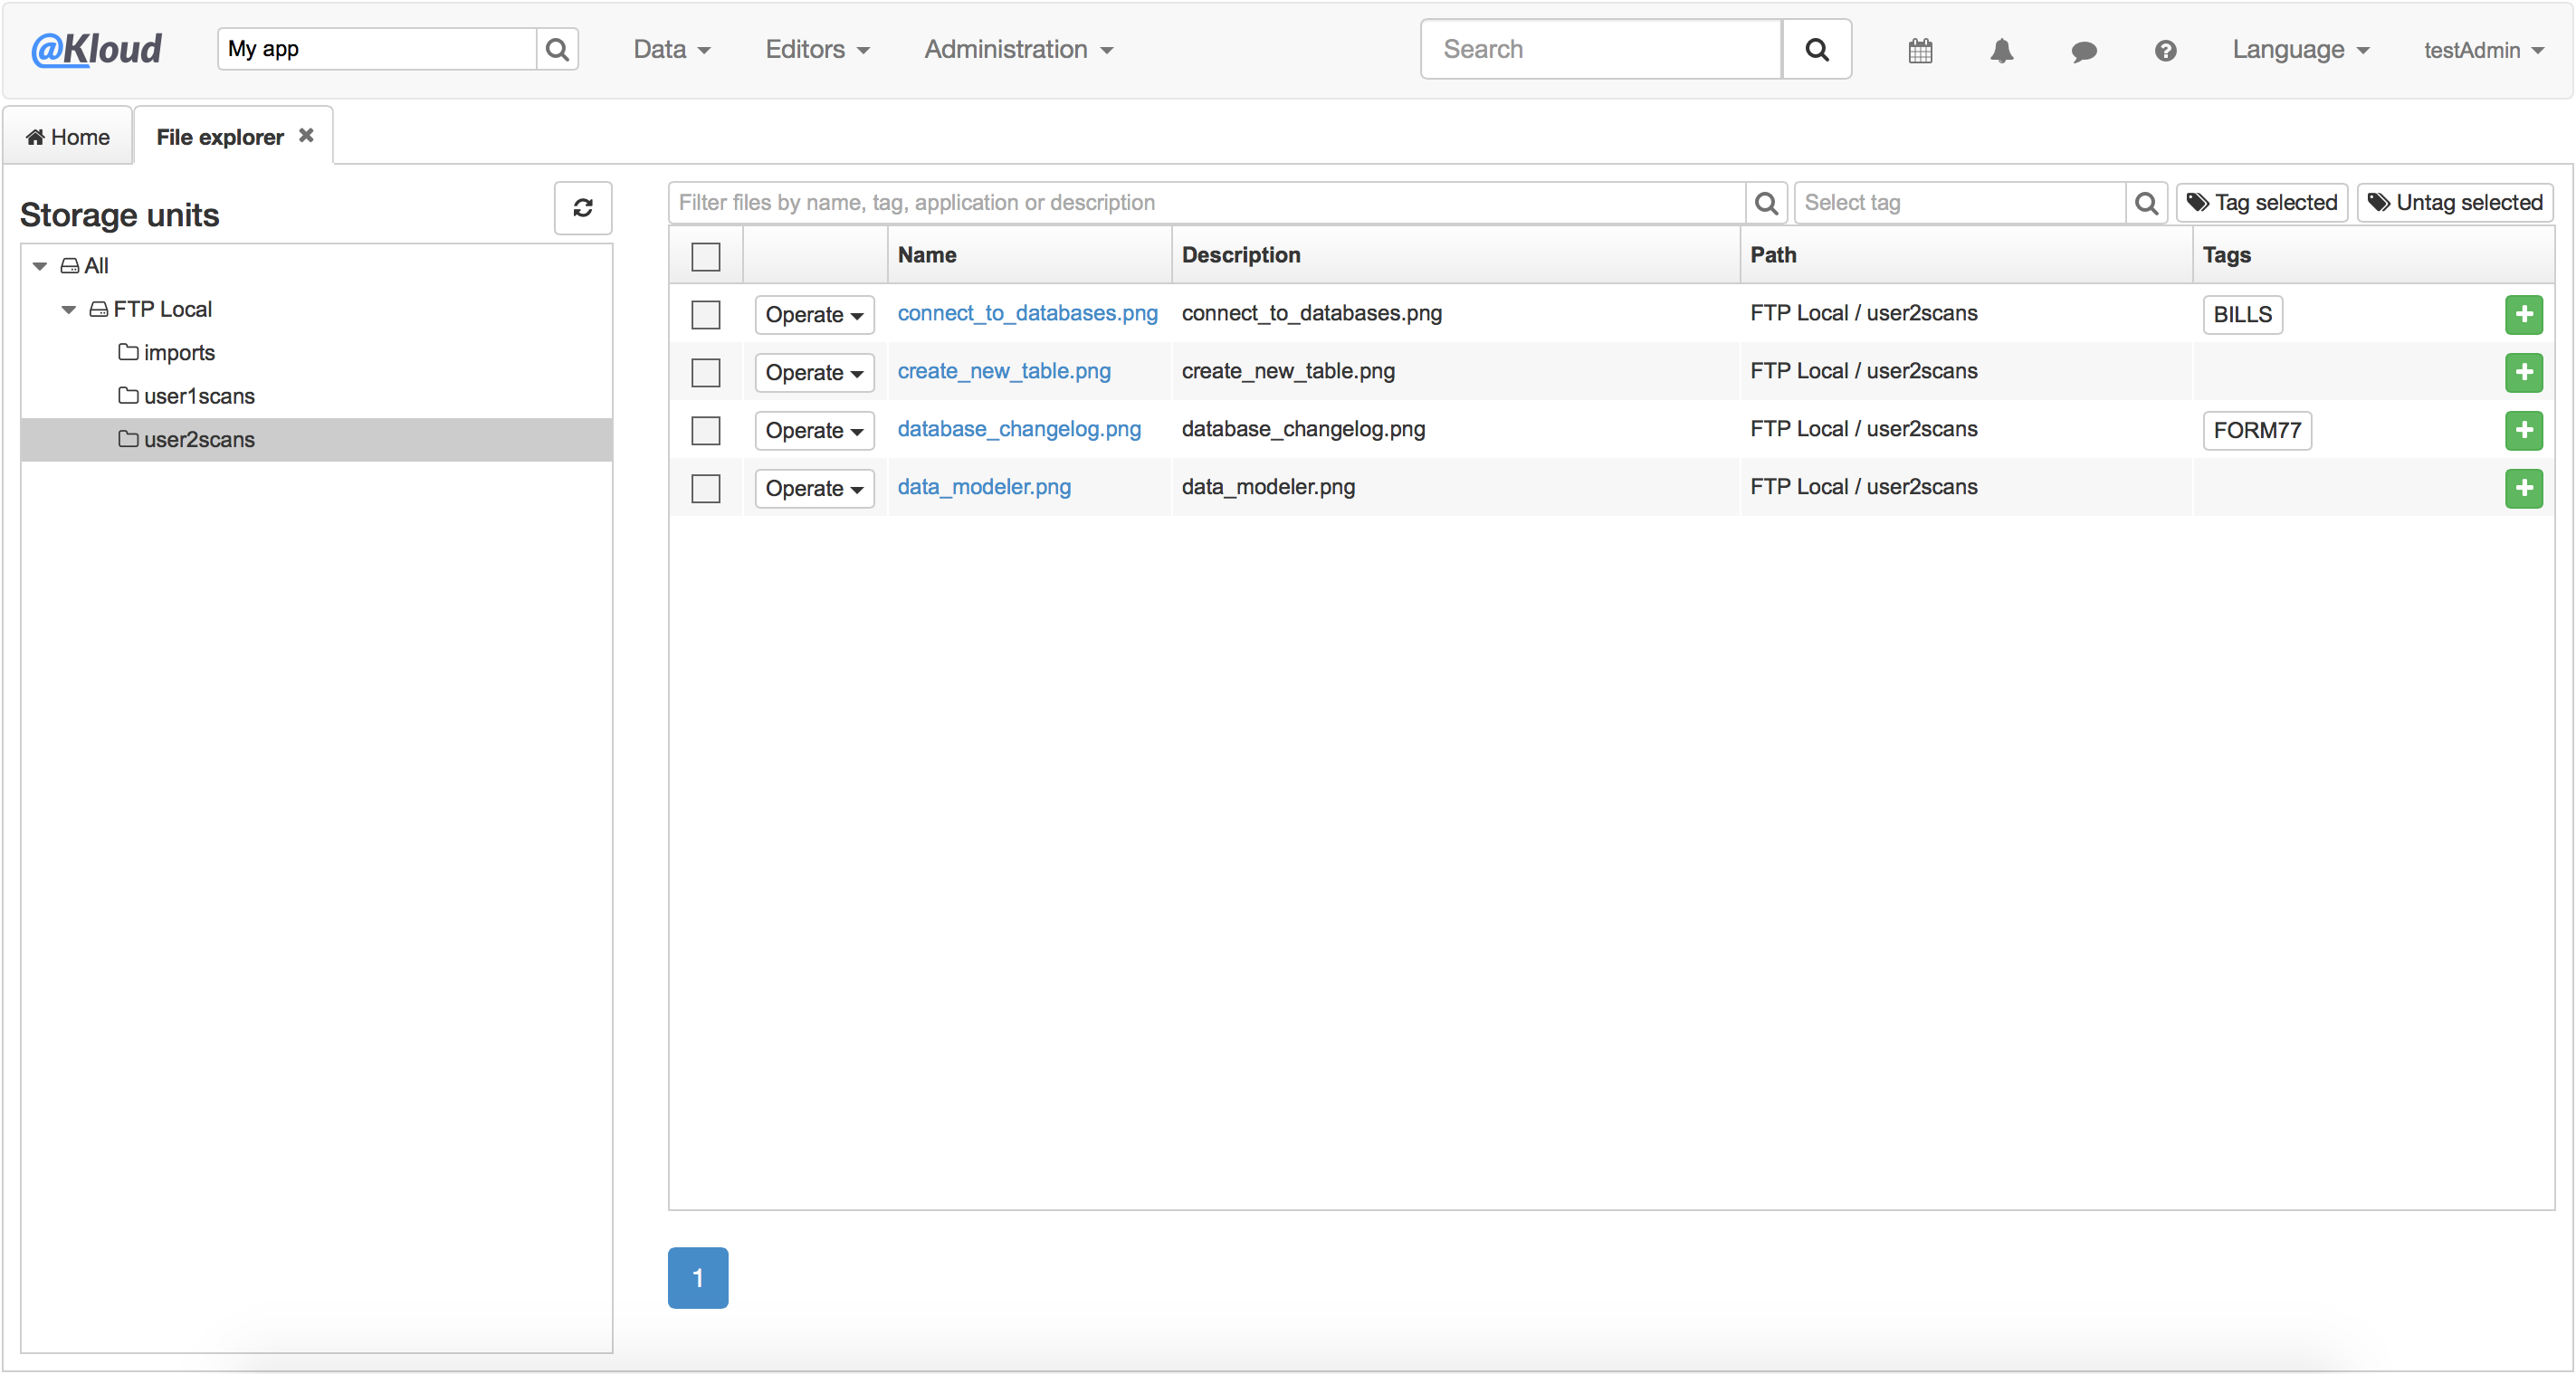 @Kloud My app Data Editors Administration Search Language testAdmin
Home File explorer
Storage units
All
FTP Local
imports
user1scans
user2scans
Filter files by name, tag, application or description Select tag Tag selected Untag selected
Name Description Path Tags
Operate connect_to_databases.png connect_to_databases.png FTP Local / user2scans BILLS
Operate create_new_table.png create_new_table.png FTP Local / user2scans
Operate database_changelog.png database_changelog.png FTP Local / user2scans FORM77
Operate data_modeler.png data_modeler.png FTP Local / user2scans
1